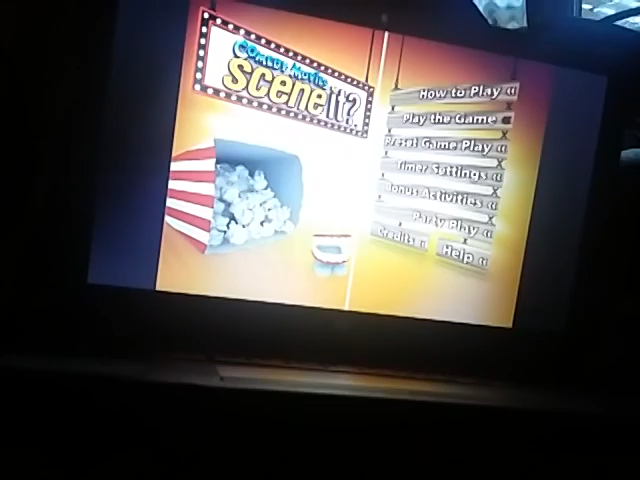 Comedy Movies
Scene it?
How to Play
Play the Game
Preset Game Play
Timer Settings
Bonus Activities
Party Play
Credits
Help